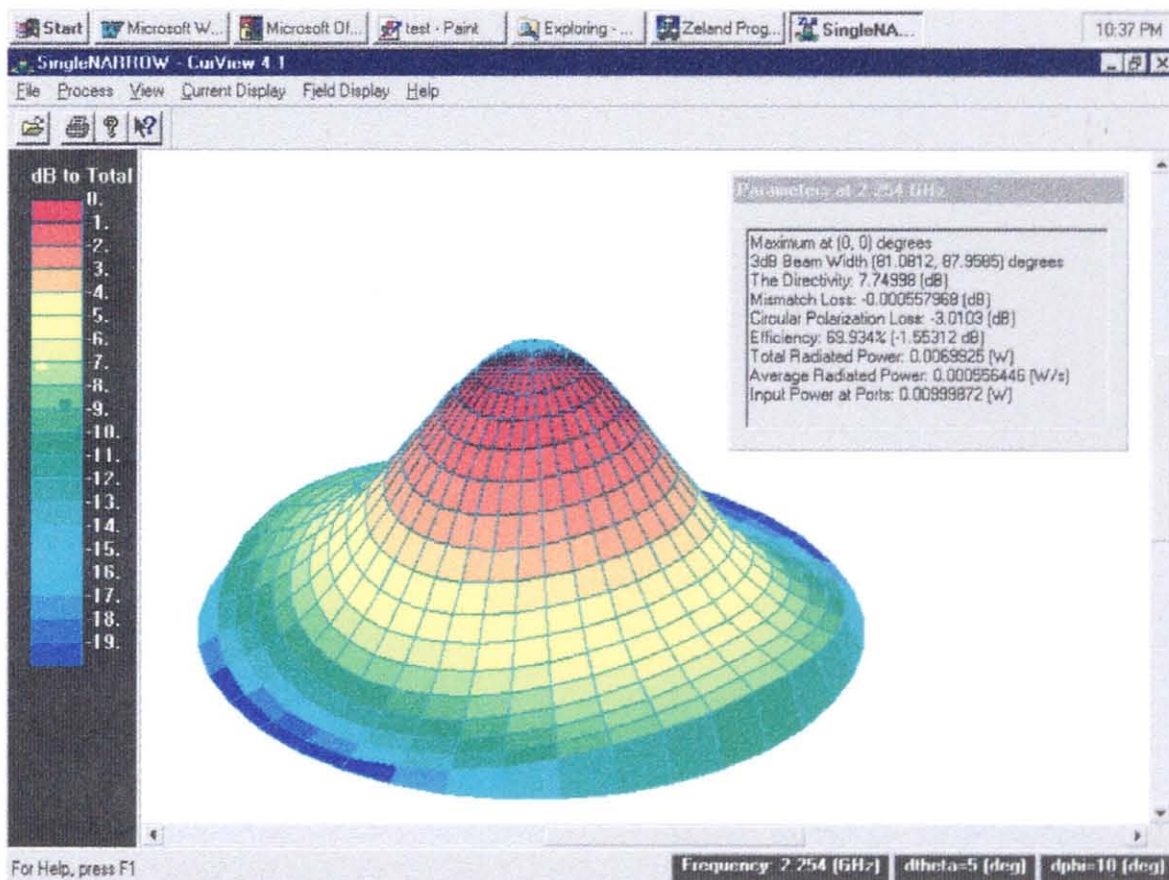 Start Microsoft W... Microsoft Of... test - Paint Exploring - ... Zeland Prog... SingleNA... 10:37 PM
SingleNARROW - CurView 4.1
File Process View Current Display Field Display Help
dB to Total
0.
-1.
-2.
-3.
-4.
-5.
-6.
-7.
-8.
-9.
-10.
-11.
-12.
-13.
-14.
-15.
-16.
-17.
-18.
-19.
Parameters at 2.254 GHz
Maximum at (0, 0) degrees
3dB Beam Width (81.0812, 87.9585) degrees
The Directivity: 7.74998 (dB)
Mismatch Loss: -0.000557968 (dB)
Circular Polarization Loss: -3.0103 (dB)
Efficiency: 69.934% (-1.55312 dB)
Total Radiated Power: 0.0069925 (W)
Average Radiated Power: 0.000556446 (W/s)
Input Power at Ports: 0.00999872 (W)
For Help, press F1 Frequency: 2.254 (GHz) dtheta=5 (deg) dphi=10 (deg)